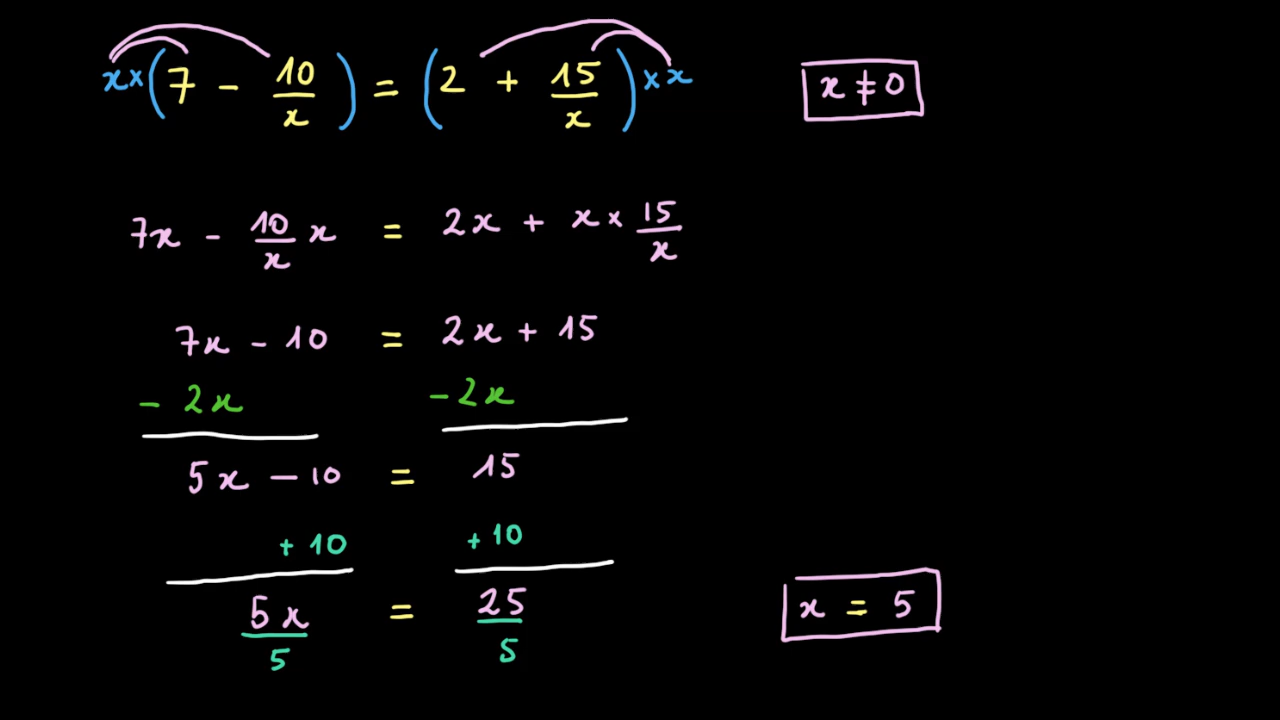 x × (7 − 10/x) = (2 + 15/x) × x
x ≠ 0
7x − 10/x x = 2x + x × 15/x
7x − 10 = 2x + 15
− 2x − 2x
5x − 10 = 15
+ 10 + 10
5x/5 = 25/5
x = 5